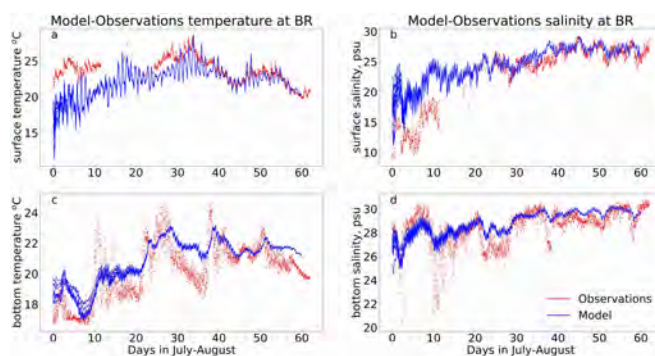 Model-Observations temperature at BR
Model-Observations salinity at BR
a
surface temperature °C
25
20
15
0 10 20 30 40 50 60
b
surface salinity, psu
30
25
20
15
10
0 10 20 30 40 50 60
c
bottom temperature °C
24
22
20
18
0 10 20 30 40 50 60
Days in July-August
d
bottom salinity, psu
30
28
26
24
22
20
0 10 20 30 40 50 60
Observations
Model
Days in July-August